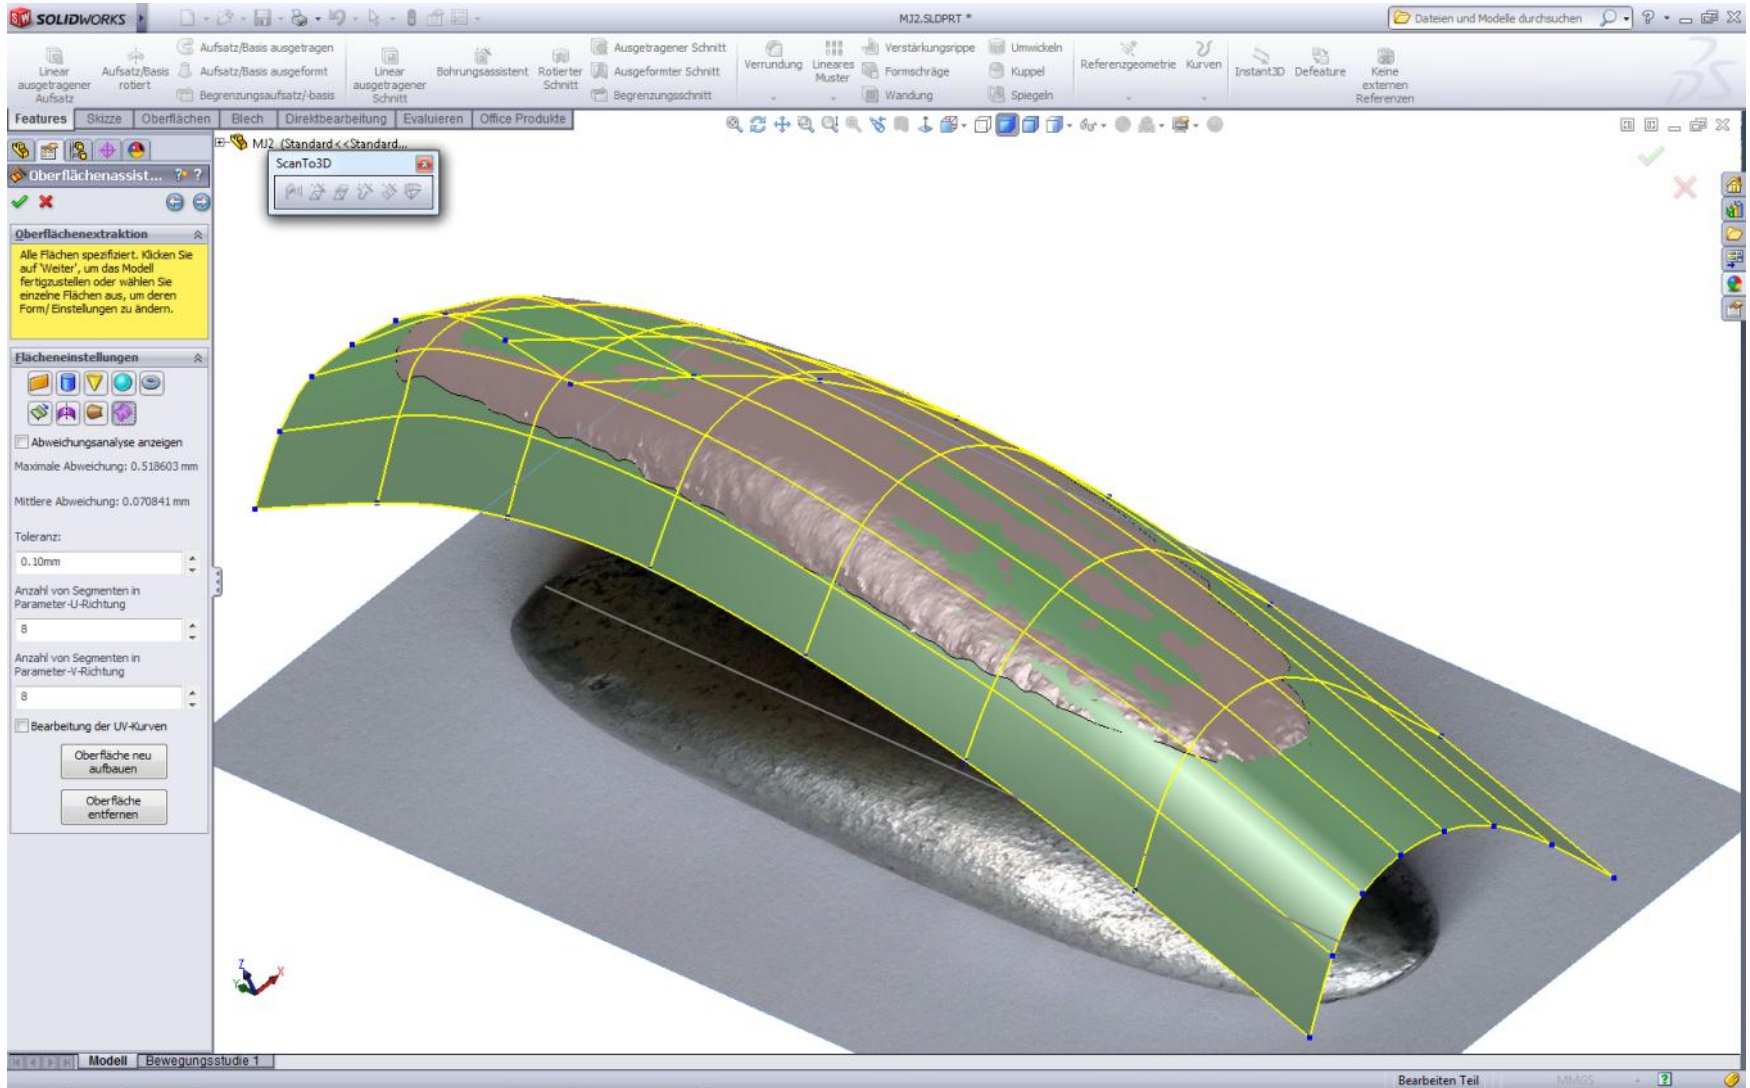 SOLIDWORKS
MJ2.SLDPRT *
Dateien und Modelle durchsuchen
Linear
ausgetragener
Aufsatz
Aufsatz/Basis
rotiert
Aufsatz/Basis ausgetragen
Aufsatz/Basis ausgeformt
Begrenzungsaufsatz/-basis
Linear
ausgetragener
Schnitt
Bohrungsassistent
Rotierter
Schnitt
Ausgetragener Schnitt
Ausgeformter Schnitt
Begrenzungsschnitt
Verrundung
Lineares
Muster
Verstärkungsrippe
Formschräge
Wandung
Umwickeln
Kuppel
Spiegeln
Referenzgeometrie
Kurven
Instant3D
Defeature
Keine
externen
Referenzen
Features
Skizze
Oberflächen
Blech
Direktbearbeitung
Evaluieren
Office Produkte
MJ2 (Standard<<Standard...
ScanTo3D
Oberflächenassist...
Oberflächenextraktion
Alle Flächen spezifiziert. Klicken Sie
auf 'Weiter', um das Modell
fertigzustellen oder wählen Sie
einzelne Flächen aus, um deren
Form/Einstellungen zu ändern.
Flächeneinstellungen
Abweichungsanalyse anzeigen
Maximale Abweichung: 0.518603 mm
Mittlere Abweichung: 0.070841 mm
Toleranz:
0.10mm
Anzahl von Segmenten in
Parameter-U-Richtung
8
Anzahl von Segmenten in
Parameter-V-Richtung
8
Bearbeitung der UV-Kurven
Oberfläche neu
aufbauen
Oberfläche
entfernen
Z
X
Y
Modell
Bewegungsstudie 1
Bearbeiten Teil
MMGS